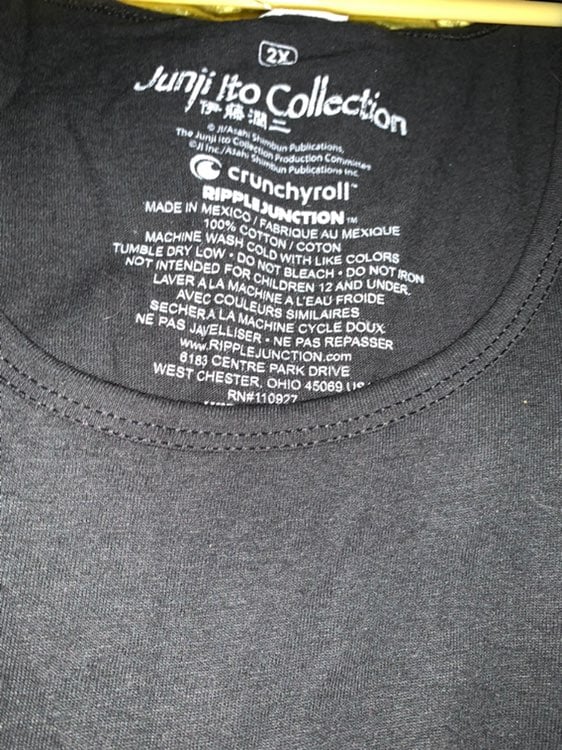 2X
Junji Ito Collection
伊藤潤二
© JI/Asahi Shimbun Publications,
The Junji Ito Collection Production Committee
©JI Inc./Asahi Shimbun Publications Inc.
crunchyroll™
RIPPLE JUNCTION™
MADE IN MEXICO / FABRIQUE AU MEXIQUE
100% COTTON / COTON
MACHINE WASH COLD WITH LIKE COLORS
TUMBLE DRY LOW • DO NOT BLEACH • DO NOT IRON
NOT INTENDED FOR CHILDREN 12 AND UNDER.
LAVER A LA MACHINE A L'EAU FROIDE
AVEC COULEURS SIMILAIRES
SECHER A LA MACHINE CYCLE DOUX
NE PAS JAVELLISER • NE PAS REPASSER
www.RIPPLEJUNCTION.com
6183 CENTRE PARK DRIVE
WEST CHESTER, OHIO 45069
RN#110927